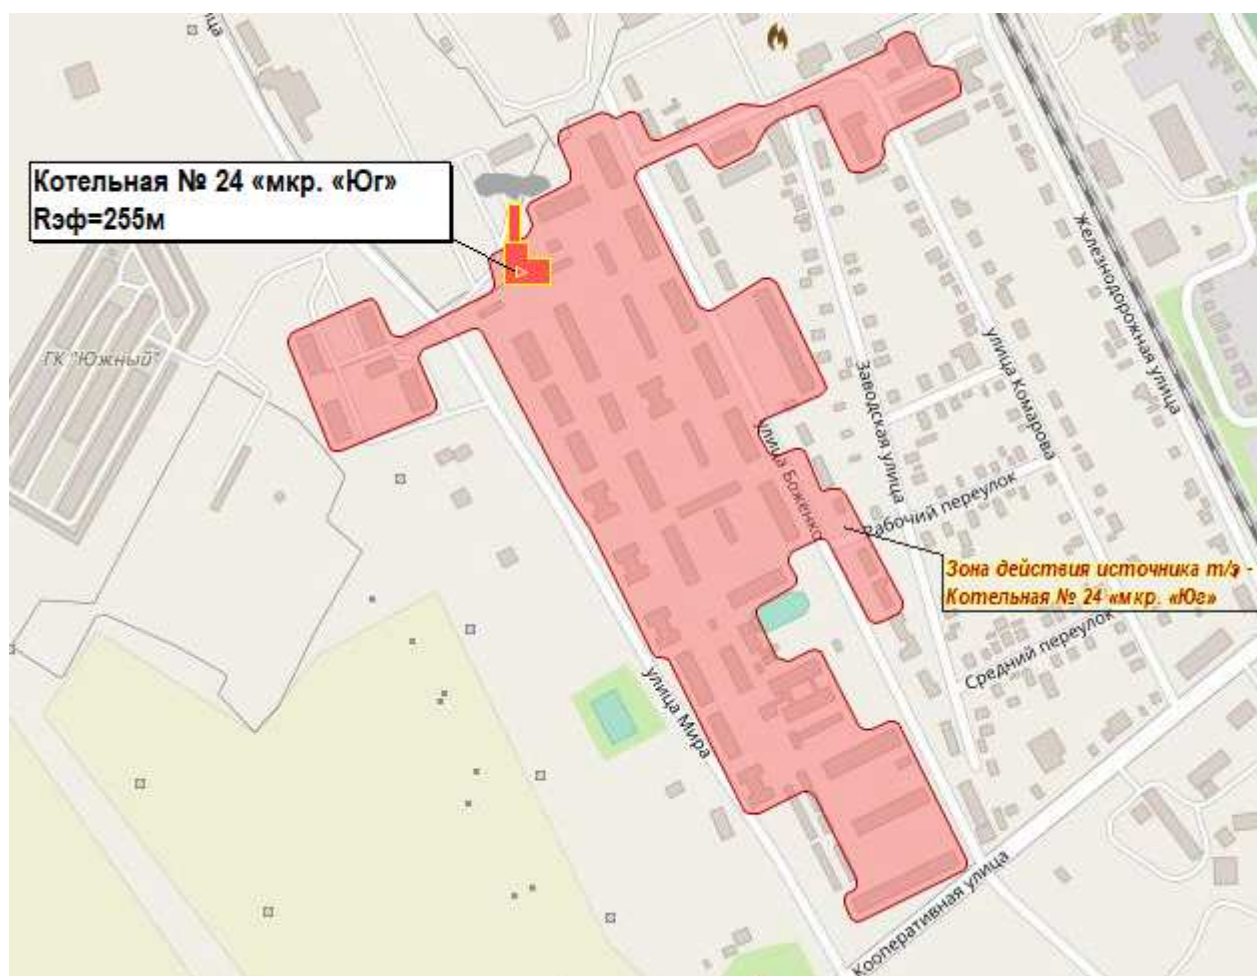 ица
Котельная № 24 «мкр. «Юг»
Rэф=255м
Железнодорожная улица
ГК "Южный"
улица Комарова
Заводская улица
улица Боженко
Рабочий переулок
Зона действия источника т/э -
Котельная № 24 «мкр. «Юг»
Средний переулок
улица Мира
Кооперативная улица